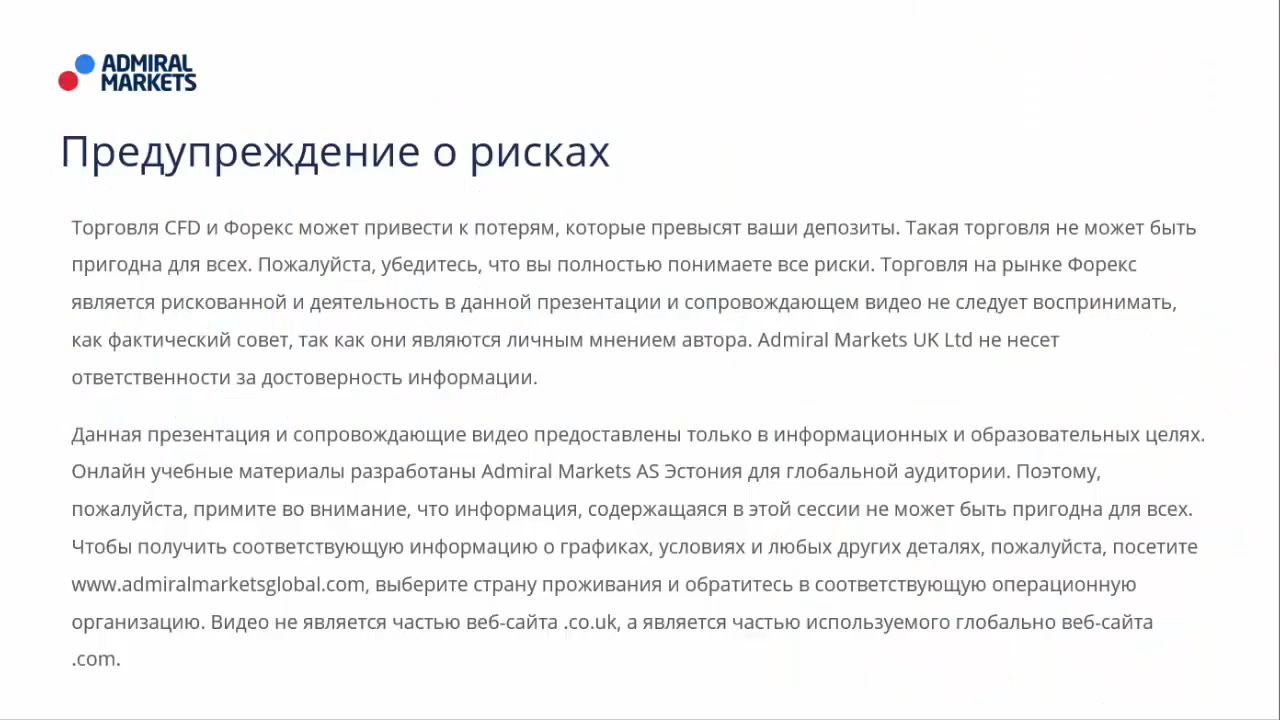 ADMIRAL
MARKETS
Предупреждение о рисках
Торговля CFD и Форекс может привести к потерям, которые превысят ваши депозиты. Такая торговля не может быть
пригодна для всех. Пожалуйста, убедитесь, что вы полностью понимаете все риски. Торговля на рынке Форекс
является рискованной и деятельность в данной презентации и сопровождающем видео не следует воспринимать,
как фактический совет, так как они являются личным мнением автора. Admiral Markets UK Ltd не несет
ответственности за достоверность информации.
Данная презентация и сопровождающие видео предоставлены только в информационных и образовательных целях.
Онлайн учебные материалы разработаны Admiral Markets AS Эстония для глобальной аудитории. Поэтому,
пожалуйста, примите во внимание, что информация, содержащаяся в этой сессии не может быть пригодна для всех.
Чтобы получить соответствующую информацию о графиках, условиях и любых других деталях, пожалуйста, посетите
www.admiralmarketsglobal.com, выберите страну проживания и обратитесь в соответствующую операционную
организацию. Видео не является частью веб-сайта .co.uk, а является частью используемого глобально веб-сайта
.com.